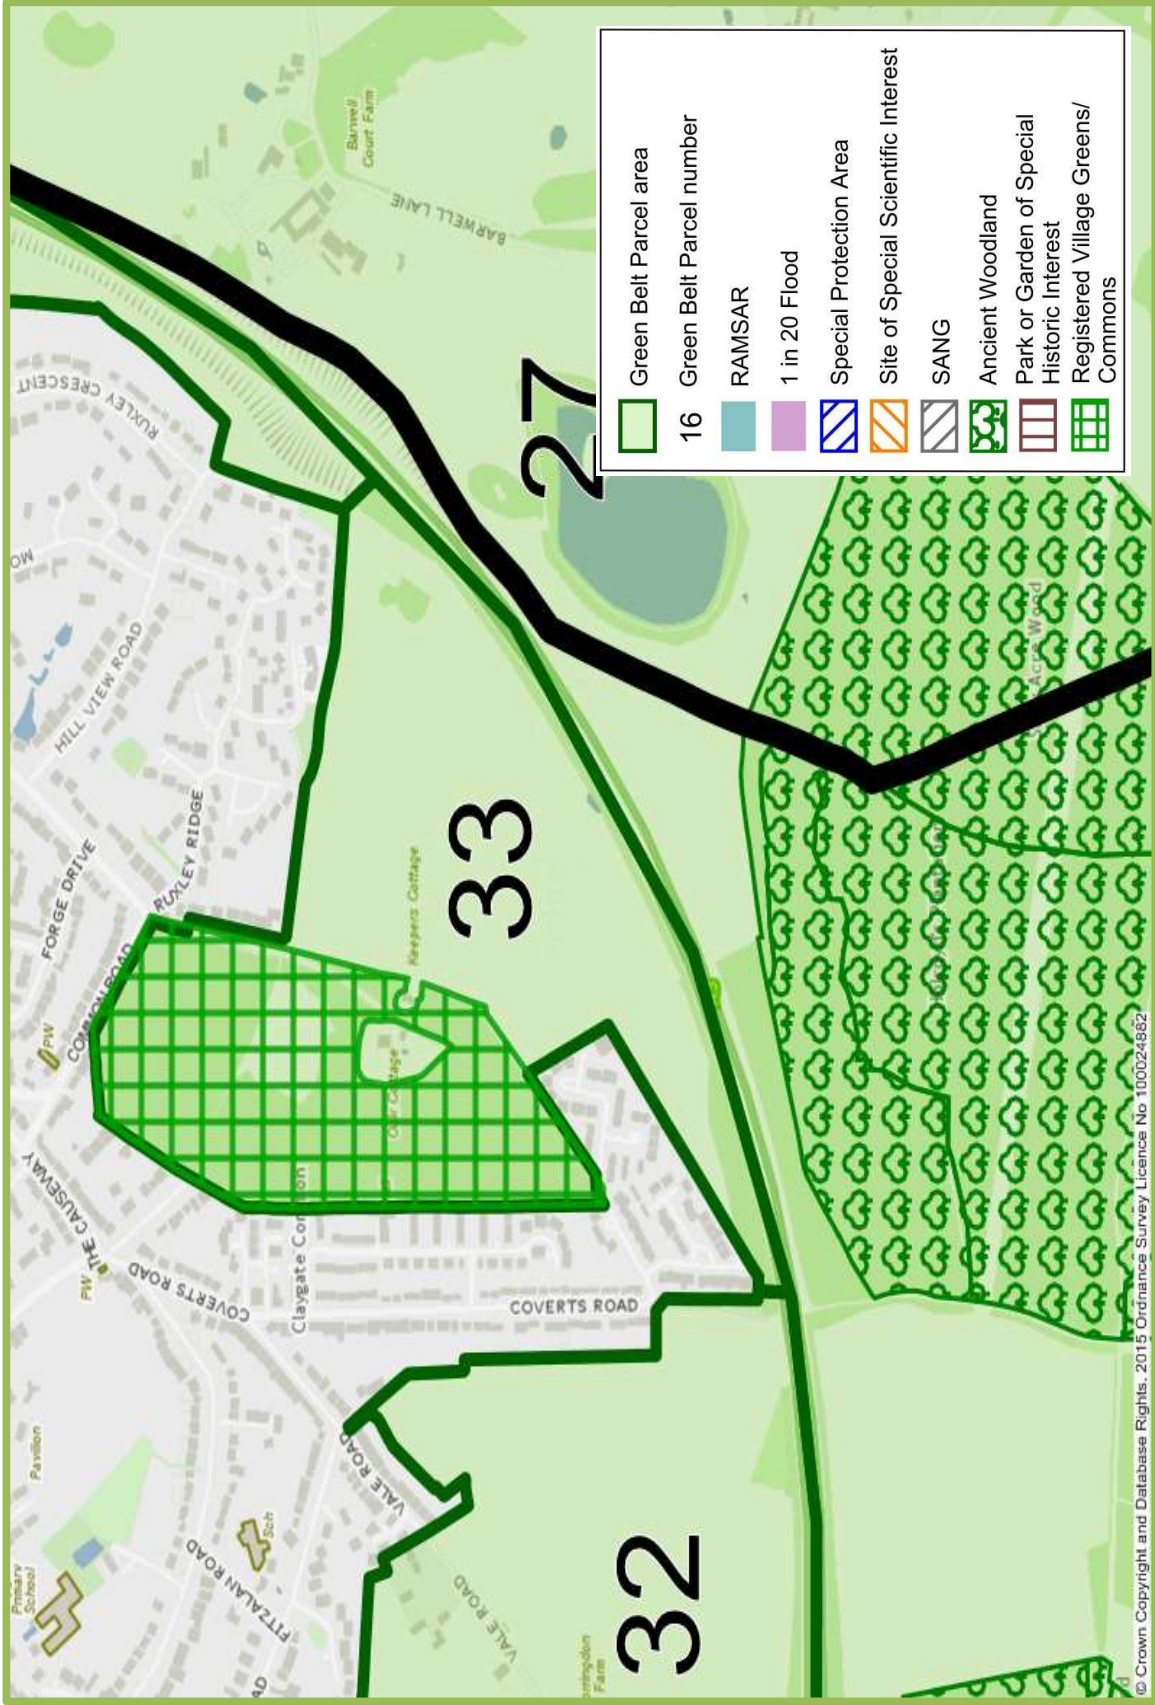 Primary
School
Pavilion
PW
THE CAUSEWAY
PW
COMMON ROAD
FORGE DRIVE
HILL VIEW ROAD
RUXLEY CRESCENT
RUXLEY RIDGE
COVERTS ROAD
FITZALAN ROAD
Sch
VALE ROAD
Claygate
COVERTS ROAD
Keepers Cottage
Barwell
Court Farm
BARWELL LANE
VALE ROAD
Farm
32
33
27
Acre Wood
Green Belt Parcel area
16 Green Belt Parcel number
RAMSAR
1 in 20 Flood
Special Protection Area
Site of Special Scientific Interest
SANG
Ancient Woodland
Park or Garden of Special
Historic Interest
Registered Village Greens/
Commons
© Crown Copyright and Database Rights. 2015 Ordnance Survey Licence No 100024882